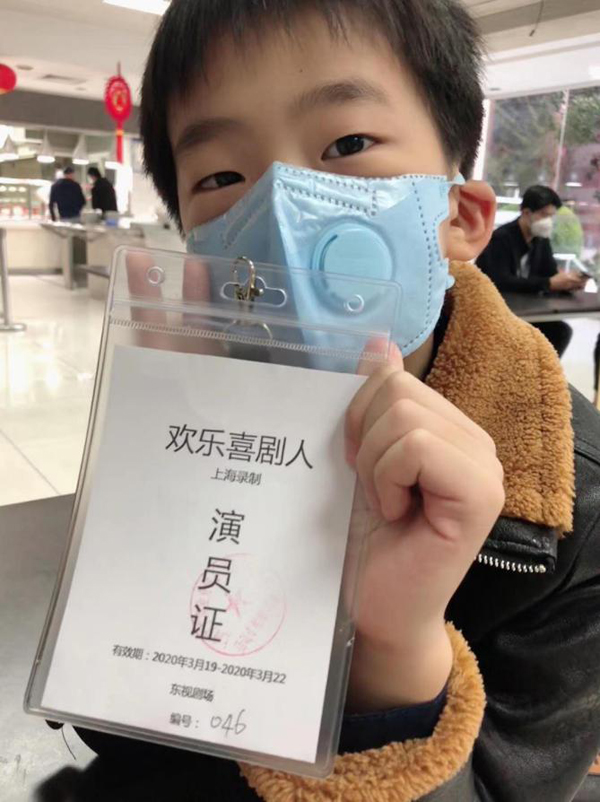 欢乐喜剧人
上海录制
演
员
证
有效期：2020年3月19-2020年3月22
东视剧场
编号：046